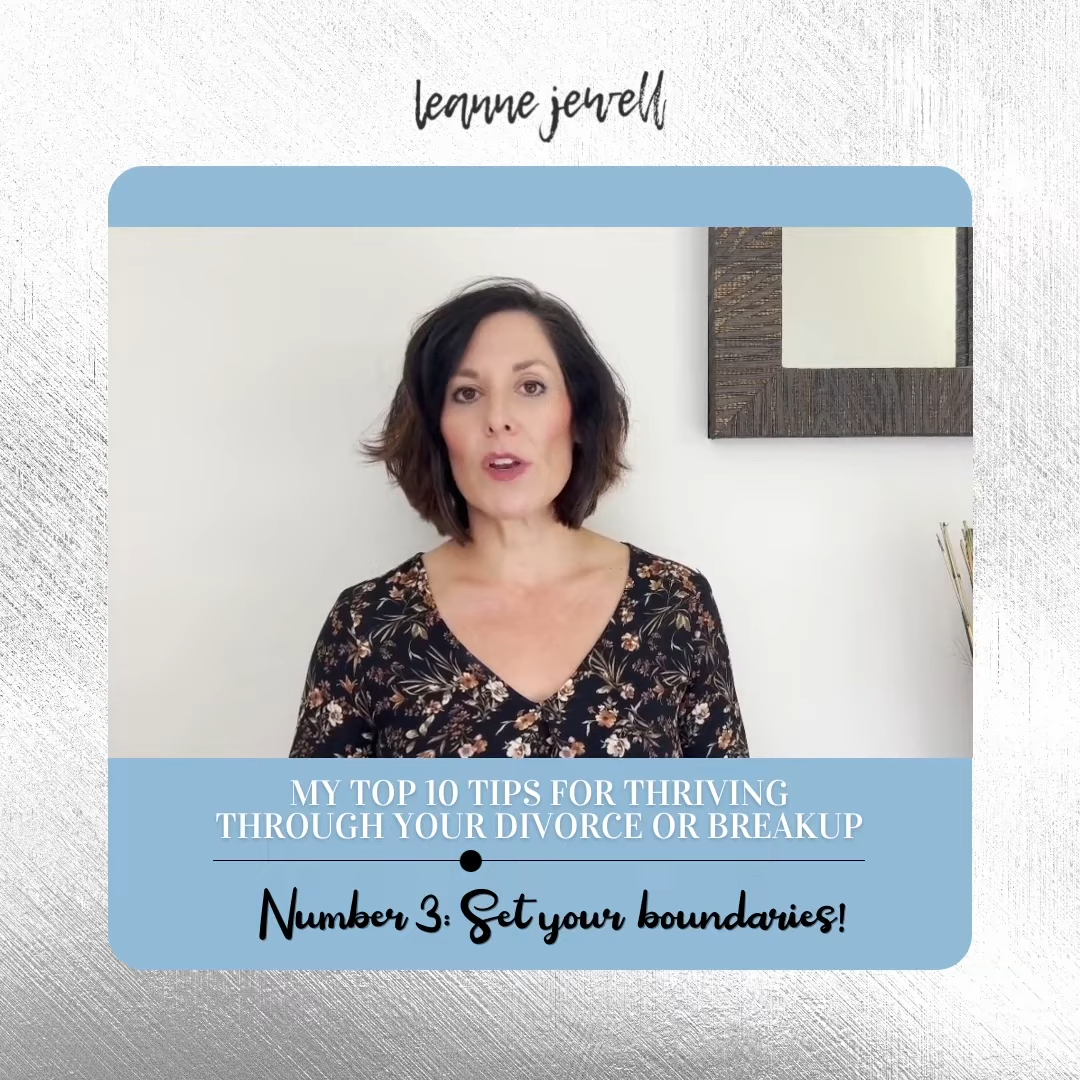 leanne jewell
MY TOP 10 TIPS FOR THRIVING
THROUGH YOUR DIVORCE OR BREAKUP
Number 3: Set your boundaries!